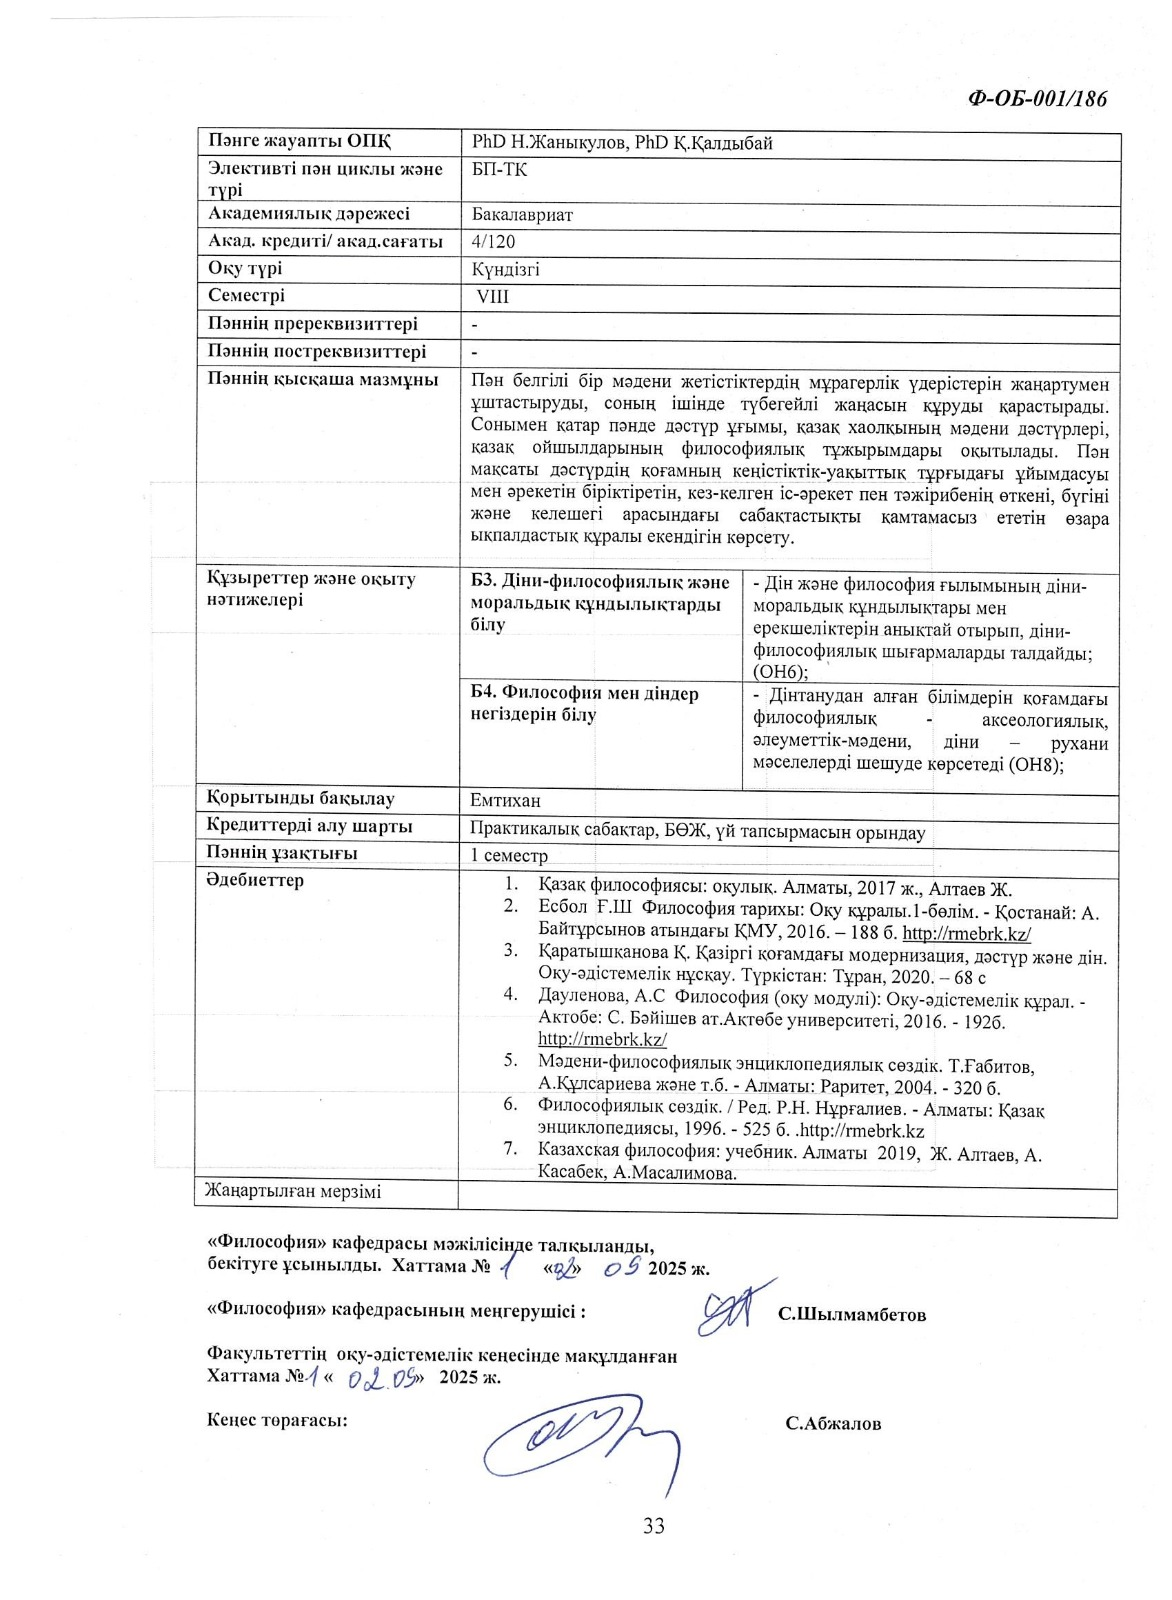 Ф-ОБ-001/186
Пәнге жауапты ОПҚ PhD Н.Жаныкулов, PhD Қ.Қалдыбай
Элективті пән циклы және БП-ТК
түрі
Академиялық дәрежесі Бакалавриат
Акад. кредиті/ акад.сағаты 4/120
Оқу түрі Күндізгі
Семестрі VIII
Пәннің пререквизиттері -
Пәннің постреквизиттері -
Пәннің қысқаша мазмұны Пән белгілі бір мәдени жетістіктердің мұрагерлік үдерістерін жаңартумен
ұштастыруды, соның ішінде түбегейлі жаңасын құруды қарастырады.
Сонымен қатар пәнде дәстүр ұғымы, қазақ хаолқының мәдени дәстүрлері,
қазақ ойшылдарының философиялық тұжырымдары оқытылады. Пән
мақсаты дәстүрдің қоғамның кеңістіктік-уақыттық тұрғыдағы ұйымдасуы
мен әрекетін біріктіретін, кез-келген іс-әрекет пен тәжірибенің өткені, бүгіні
және келешегі арасындағы сабақтастықты қамтамасыз ететін өзара
ықпалдастық құралы екендігін көрсету.
Құзыреттер және оқыту
нәтижелері
Б3. Діни-философиялық және
моральдық құндылықтарды
білу
- Дін және философия ғылымының діни-
моральдық құндылықтары мен
ерекшеліктерін анықтай отырып, діни-
философиялық шығармаларды талдайды;
(ОН6);
Б4. Философия мен діндер
негіздерін білу
- Дінтанудан алған білімдерін қоғамдағы
философиялық - аксеологиялық,
әлеуметтік-мәдени, діни – рухани
мәселелерді шешуде көрсетеді (ОН8);
Қорытынды бақылау Емтихан
Кредиттерді алу шарты Практикалық сабақтар, БӨЖ, үй тапсырмасын орындау
Пәннің ұзақтығы 1 семестр
Әдебиеттер 1. Қазақ философиясы: оқулық. Алматы, 2017 ж., Алтаев Ж.
2. Есбол Ғ.Ш Философия тарихы: Оқу құралы.1-бөлім. - Қостанай: А.
Байтұрсынов атындағы ҚМУ, 2016. – 188 б. http://rmebrk.kz/
3. Қаратышқанова Қ. Қазіргі қоғамдағы модернизация, дәстүр және дін.
Оқу-әдістемелік нұсқау. Түркістан: Тұран, 2020. – 68 с
4. Дауленова, А.С Философия (оқу модулі): Оқу-әдістемелік құрал. -
Актобе: С. Бәйішев ат.Ақтөбе университеті, 2016. - 192б.
http://rmebrk.kz/
5. Мәдени-философиялық энциклопедиялық сөздік. Т.Ғабитов,
А.Құлсариева және т.б. - Алматы: Раритет, 2004. - 320 б.
6. Философиялық сөздік. / Ред. Р.Н. Нұрғалиев. - Алматы: Қазақ
энциклопедиясы, 1996. - 525 б. .http://rmebrk.kz
7. Казахская философия: учебник. Алматы 2019, Ж. Алтаев, А.
Касабек, А.Масалимова.
Жаңартылған мерзімі
«Философия» кафедрасы мәжілісінде талқыланды,
бекітуге ұсынылды. Хаттама № 1 «02» 09 2025 ж.
«Философия» кафедрасының меңгерушісі : С.Шылмамбетов
Факультеттің оқу-әдістемелік кеңесінде мақұлданған
Хаттама № 1 « 02.09» 2025 ж.
Кеңес төрағасы: С.Абжалов
33